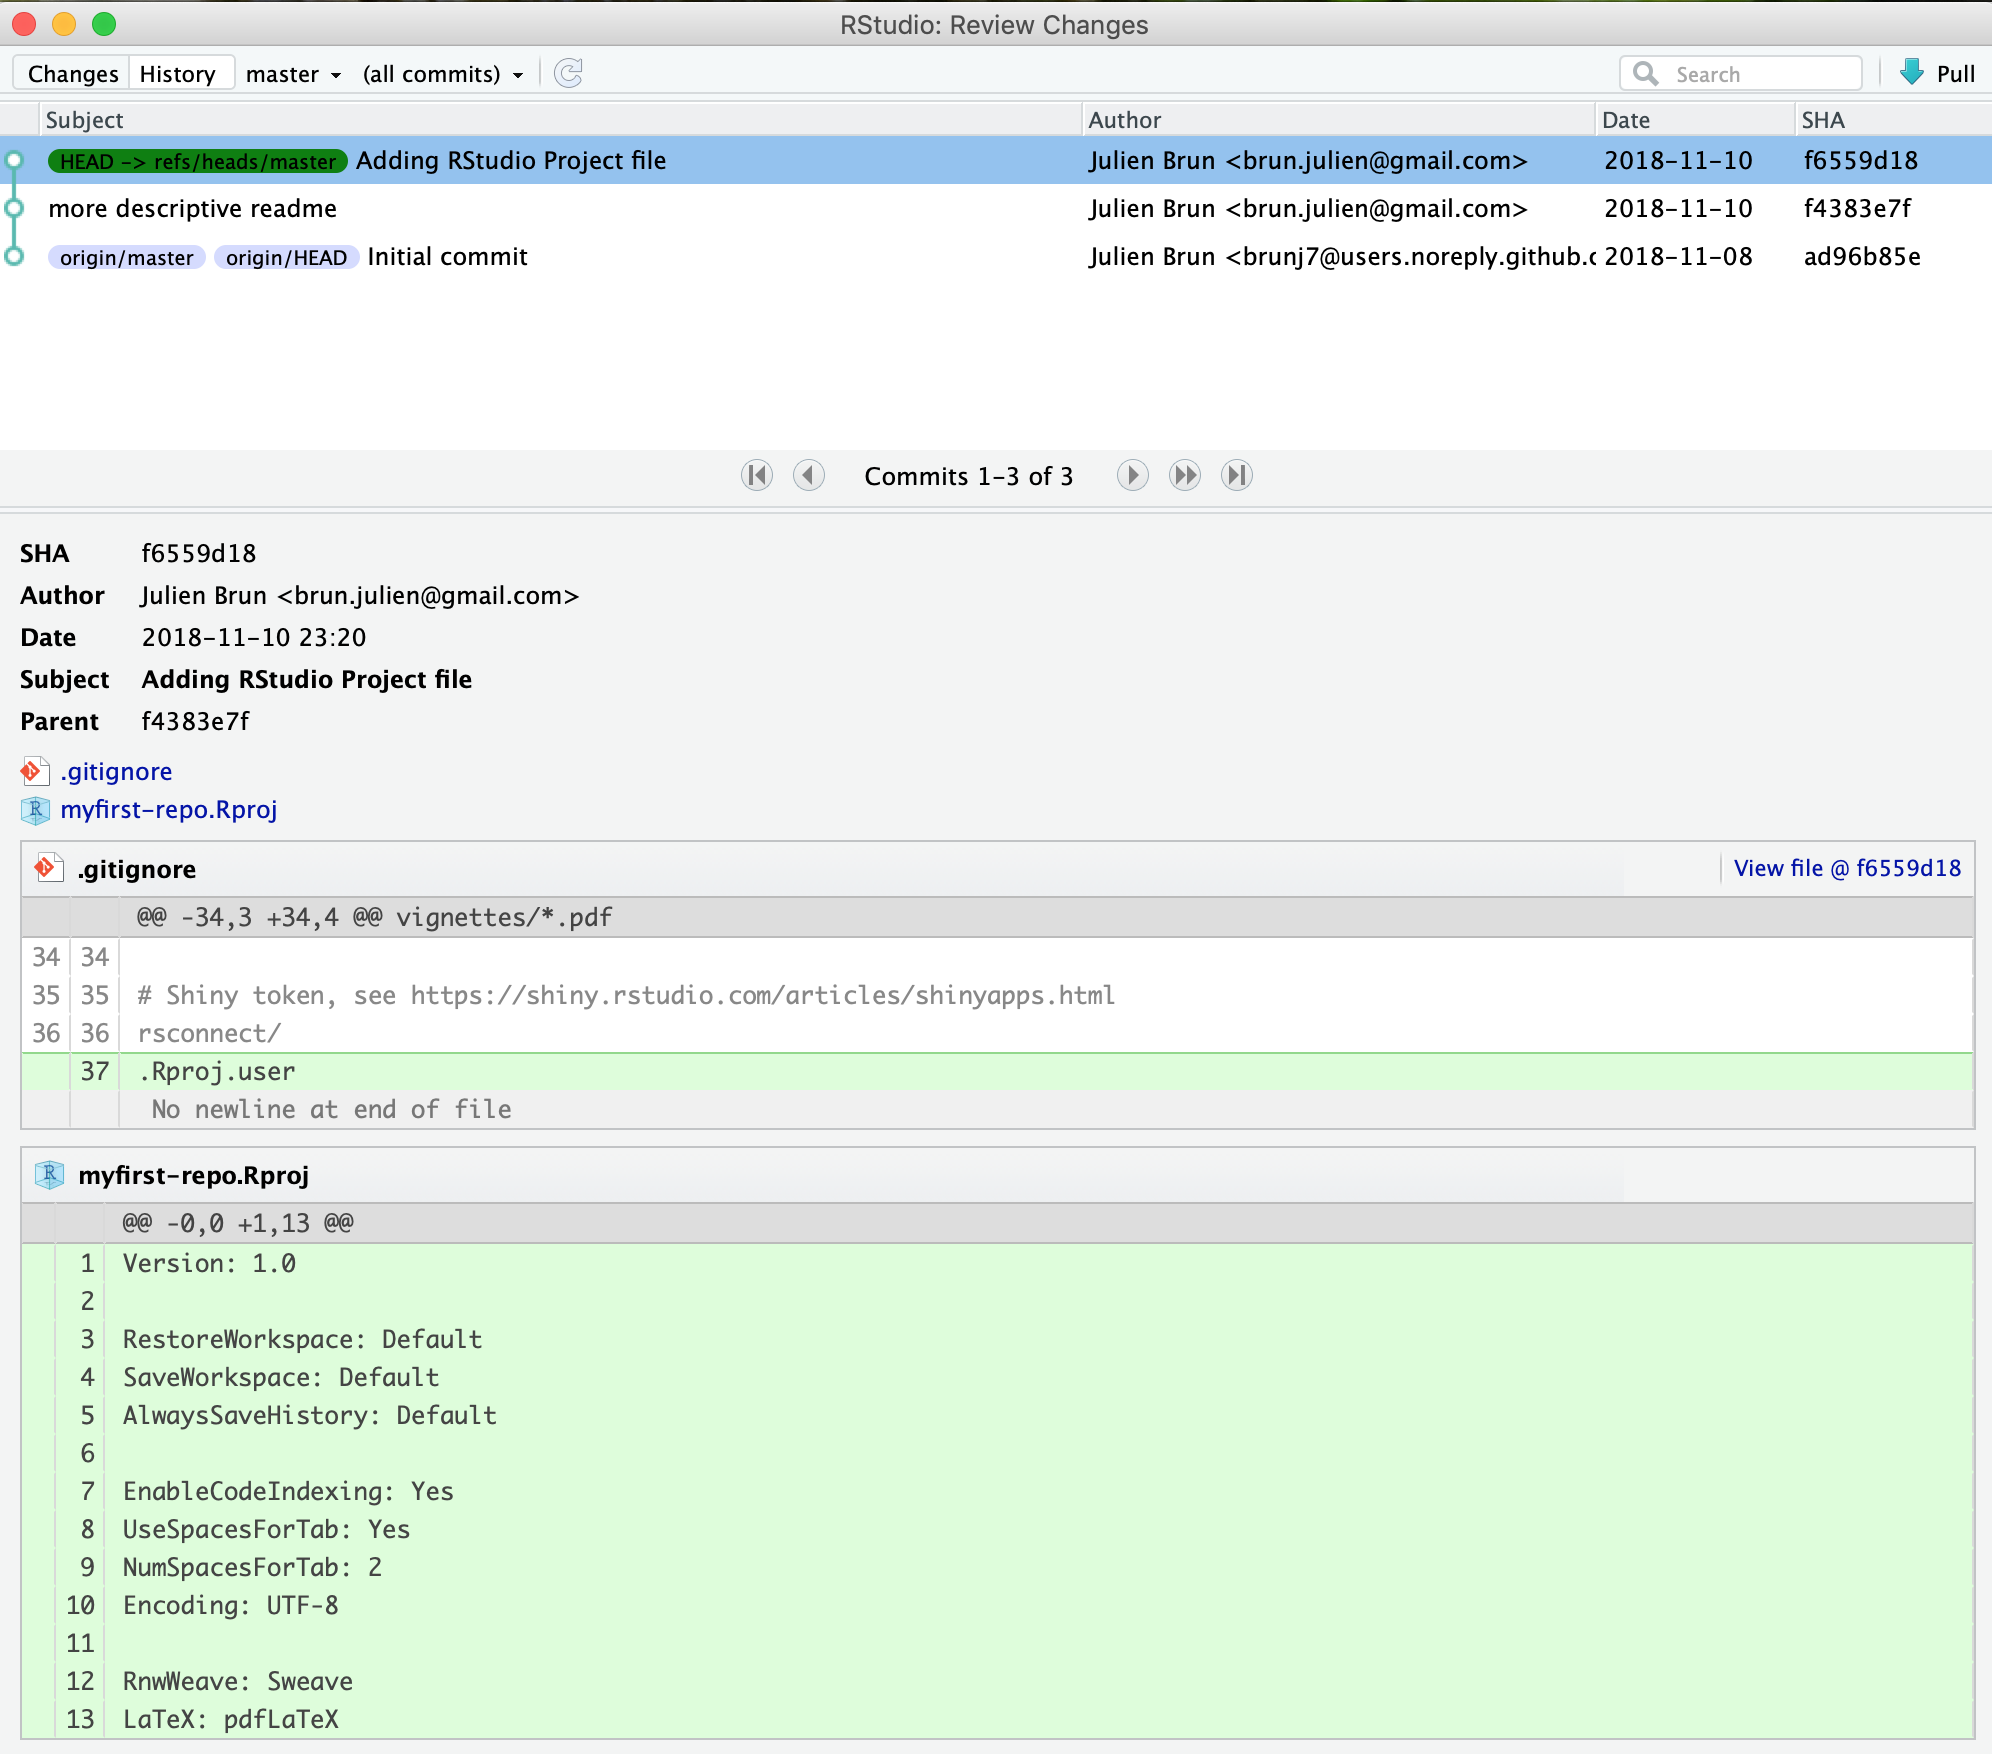 RStudio: Review Changes
Changes History master (all commits) Search Pull
Subject Author Date SHA
HEAD -> refs/heads/master Adding RStudio Project file Julien Brun <brun.julien@gmail.com> 2018-11-10 f6559d18
more descriptive readme Julien Brun <brun.julien@gmail.com> 2018-11-10 f4383e7f
origin/master origin/HEAD Initial commit Julien Brun <brunj7@users.noreply.github.c 2018-11-08 ad96b85e
Commits 1-3 of 3
SHA f6559d18
Author Julien Brun <brun.julien@gmail.com>
Date 2018-11-10 23:20
Subject Adding RStudio Project file
Parent f4383e7f
.gitignore
myfirst-repo.Rproj
.gitignore View file @ f6559d18
@@ -34,3 +34,4 @@ vignettes/*.pdf
34 34
35 35 # Shiny token, see https://shiny.rstudio.com/articles/shinyapps.html
36 36 rsconnect/
37 .Rproj.user
No newline at end of file
myfirst-repo.Rproj
@@ -0,0 +1,13 @@
1 Version: 1.0
2
3 RestoreWorkspace: Default
4 SaveWorkspace: Default
5 AlwaysSaveHistory: Default
6
7 EnableCodeIndexing: Yes
8 UseSpacesForTab: Yes
9 NumSpacesForTab: 2
10 Encoding: UTF-8
11
12 RnwWeave: Sweave
13 LaTeX: pdfLaTeX